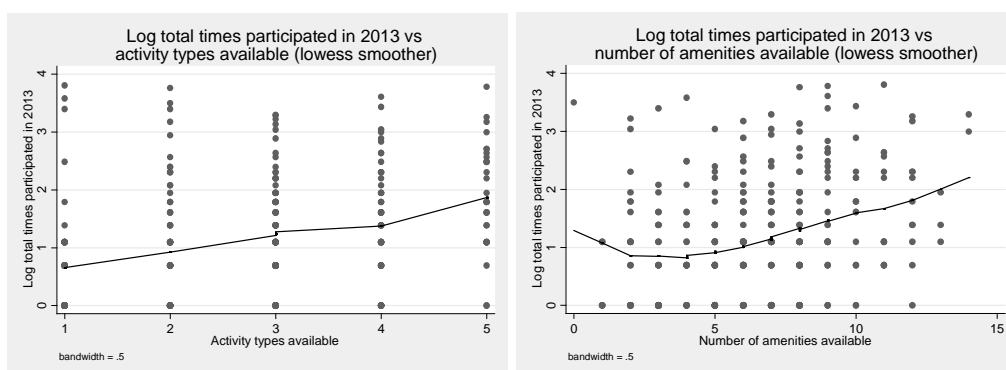 Log total times participated in 2013 vs
activity types available (lowess smoother)
Log total times participated in 2013
4
3
2
1
0
1 2 3 4 5
Activity types available
bandwidth = .5
Log total times participated in 2013 vs
number of amenities available (lowess smoother)
Log total times participated in 2013
4
3
2
1
0
0 5 10 15
Number of amenities available
bandwidth = .5